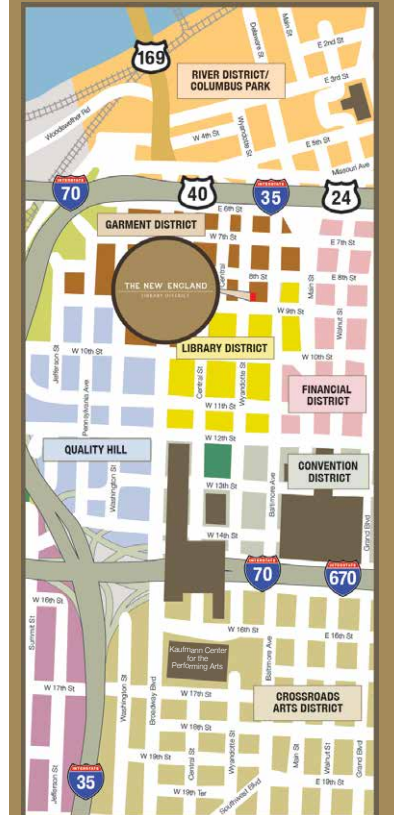 Delaware St
Main St
E 2nd St
169
RIVER DISTRICT/
COLUMBUS PARK
E 3rd St
Woodswether Rd
W 4th St
Wyandotte St
E 5th St
Missouri Ave
INTERSTATE
70
40
INTERSTATE
35
24
E 6th St
GARMENT DISTRICT
W 7th St
E 7th St
Central
8th St
Main St
E 8th St
THE NEW ENGLAND
LIBRARY DISTRICT
W 9th St
Walnut St
LIBRARY DISTRICT
W 10th St
W 10th St
Jefferson St
Pennsylvania Ave
Central St
Wyandotte St
FINANCIAL
DISTRICT
W 11th St
W 12th St
QUALITY HILL
CONVENTION
DISTRICT
Washington St
W 13th St
Baltimore Ave
W 14th St
Grand Blvd
INTERSTATE
70
INTERSTATE
670
W 16th St
Summit St
W 16th St
E 16th St
Kaufmann Center
for the
Performing Arts
Baltimore Ave
W 17th St
Washington St
Broadway Blvd
W 17th St
CROSSROADS
ARTS DISTRICT
W 18th St
Central St
Wyandotte St
Main St
Walnut St
Grand Blvd
W 19th St
INTERSTATE
35
Jefferson St
E 19th St
W 19th Ter
Southwest Blvd